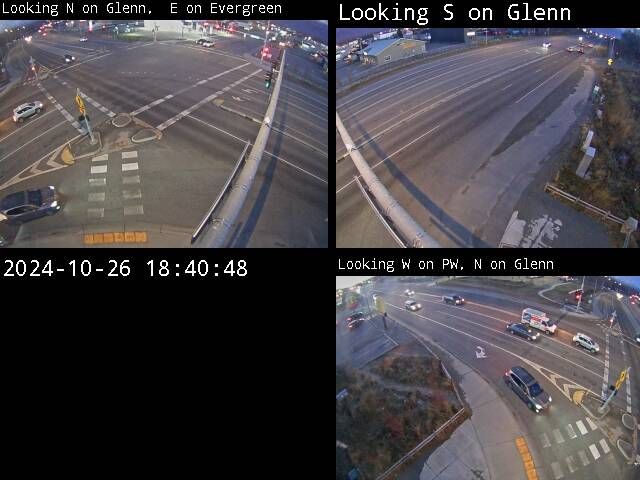 Looking N on Glenn, E on Evergreen
Looking S on Glenn
2024-10-26 18:40:48
Looking W on PW, N on Glenn